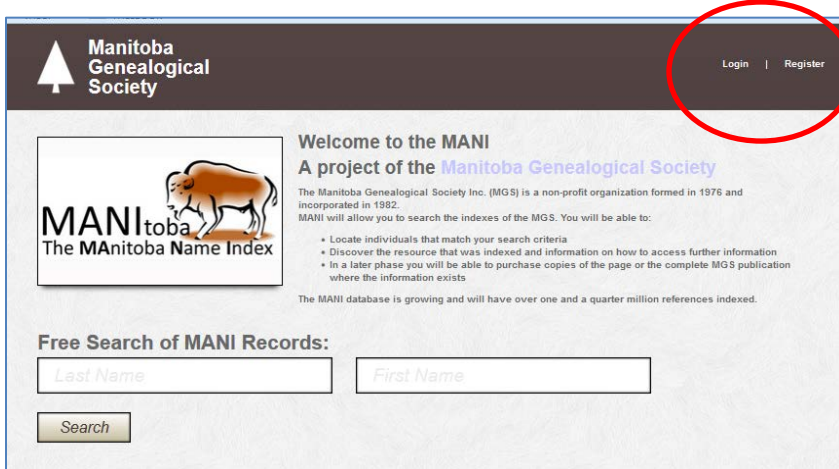 Manitoba
Genealogical
Society
Login | Register
MANItoba
The MAnitoba Name Index
Welcome to the MANI
A project of the Manitoba Genealogical Society
The Manitoba Genealogical Society Inc. (MGS) is a non-profit organization formed in 1976 and
incorporated in 1982.
MANI will allow you to search the indexes of the MGS. You will be able to:
• Locate individuals that match your search criteria
• Discover the resource that was indexed and information on how to access further information
• In a later phase you will be able to purchase copies of the page or the complete MGS publication
where the information exists
The MANI database is growing and will have over one and a quarter million references indexed.
Free Search of MANI Records:
Last Name
First Name
Search